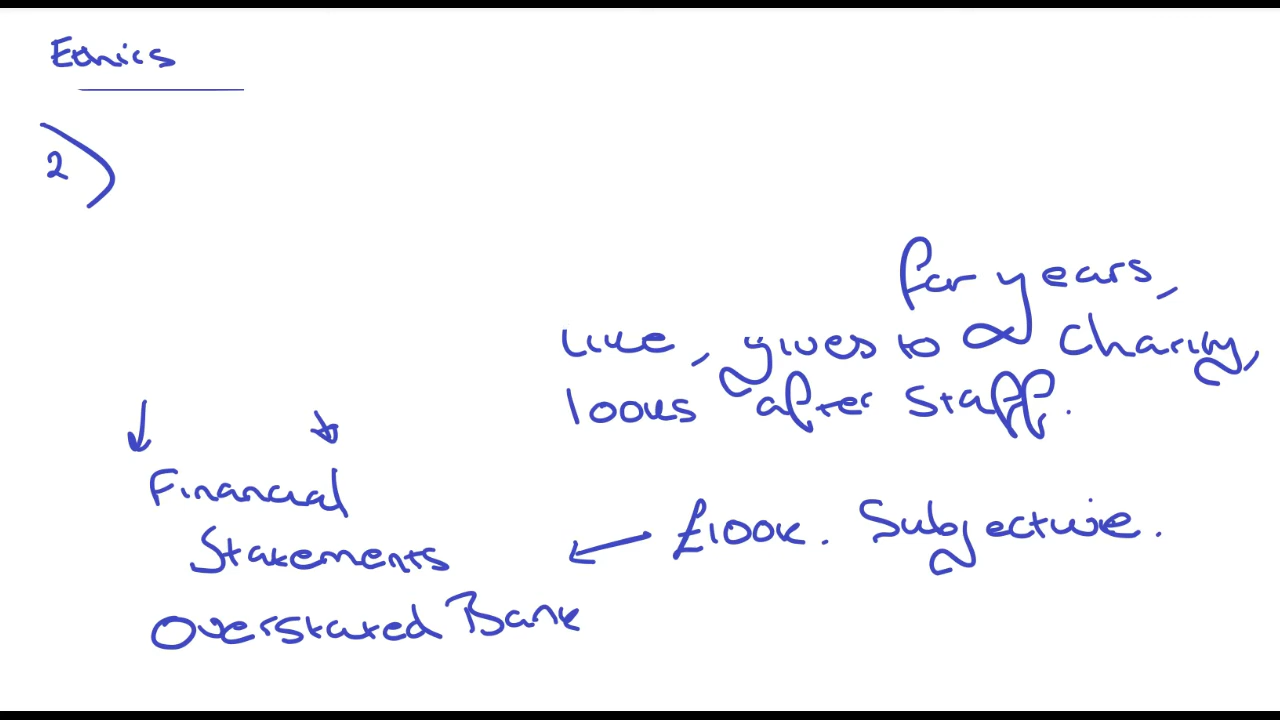 Ethics
2)
for years,
like, gives to charity,
looks after staff.
Financial
Statements
£100k. Subjective.
Overstated Bank